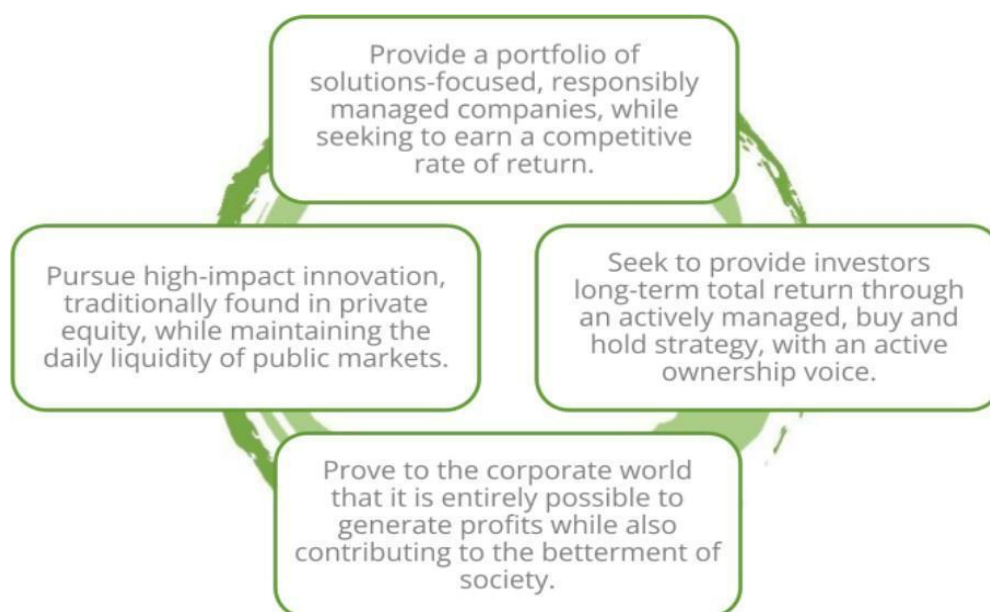 Provide a portfolio of
solutions-focused, responsibly
managed companies, while
seeking to earn a competitive
rate of return.
Pursue high-impact innovation,
traditionally found in private
equity, while maintaining the
daily liquidity of public markets.
Seek to provide investors
long-term total return through
an actively managed, buy and
hold strategy, with an active
ownership voice.
Prove to the corporate world
that it is entirely possible to
generate profits while also
contributing to the betterment of
society.